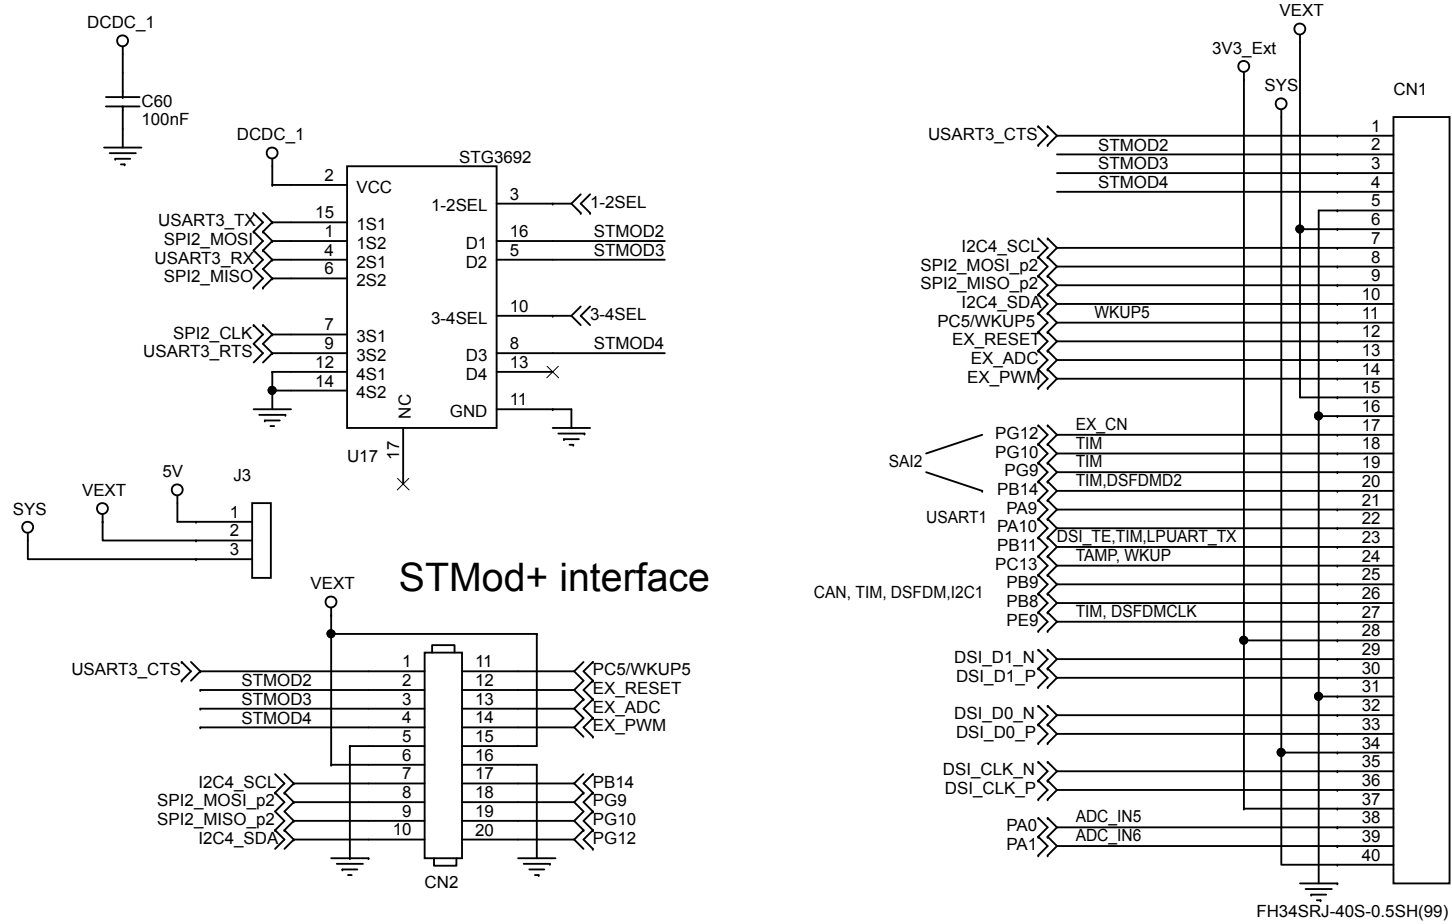 DCDC_1
C60
100nF
DCDC_1
STG3692
2
VCC
USART3_TX
15
1S1
SPI2_MOSI
1
1S2
USART3_RX
4
2S1
SPI2_MISO
6
2S2
SPI2_CLK
7
3S1
USART3_RTS
9
3S2
12
4S1
14
4S2
1-2SEL
3
1-2SEL
D1
16
STMOD2
D2
5
STMOD3
3-4SEL
10
3-4SEL
D3
8
STMOD4
D4
13
GND
11
NC
17
U17
J3
5V
VEXT
SYS
1
2
3
STMod+ interface
VEXT
USART3_CTS
1
11
PC5/WKUP5
STMOD2
2
12
EX_RESET
STMOD3
3
13
EX_ADC
STMOD4
4
14
EX_PWM
5
15
6
16
I2C4_SCL
7
17
PB14
SPI2_MOSI_p2
8
18
PG9
SPI2_MISO_p2
9
19
PG10
I2C4_SDA
10
20
PG12
CN2
VEXT
3V3_Ext
SYS
CN1
USART3_CTS
1
STMOD2
2
STMOD3
3
STMOD4
4
5
6
I2C4_SCL
7
SPI2_MOSI_p2
8
SPI2_MISO_p2
9
I2C4_SDA
10
PC5/WKUP5
WKUP5
11
EX_RESET
12
EX_ADC
13
EX_PWM
14
15
16
SAI2
PG12
EX_CN
17
PG10
TIM
18
PG9
TIM
19
PB14
TIM,DSFDMD2
20
USART1
PA9
21
PA10
22
PB11
DSI_TE,TIM,LPUART_TX
23
PC13
TAMP, WKUP
24
CAN, TIM, DSFDM,I2C1
PB9
25
PB8
26
PE9
TIM, DSFDMCLK
27
28
DSI_D1_N
29
DSI_D1_P
30
31
DSI_D0_N
32
DSI_D0_P
33
34
DSI_CLK_N
35
DSI_CLK_P
36
37
PA0
ADC_IN5
38
PA1
ADC_IN6
39
40
FH34SRJ-40S-0.5SH(99)